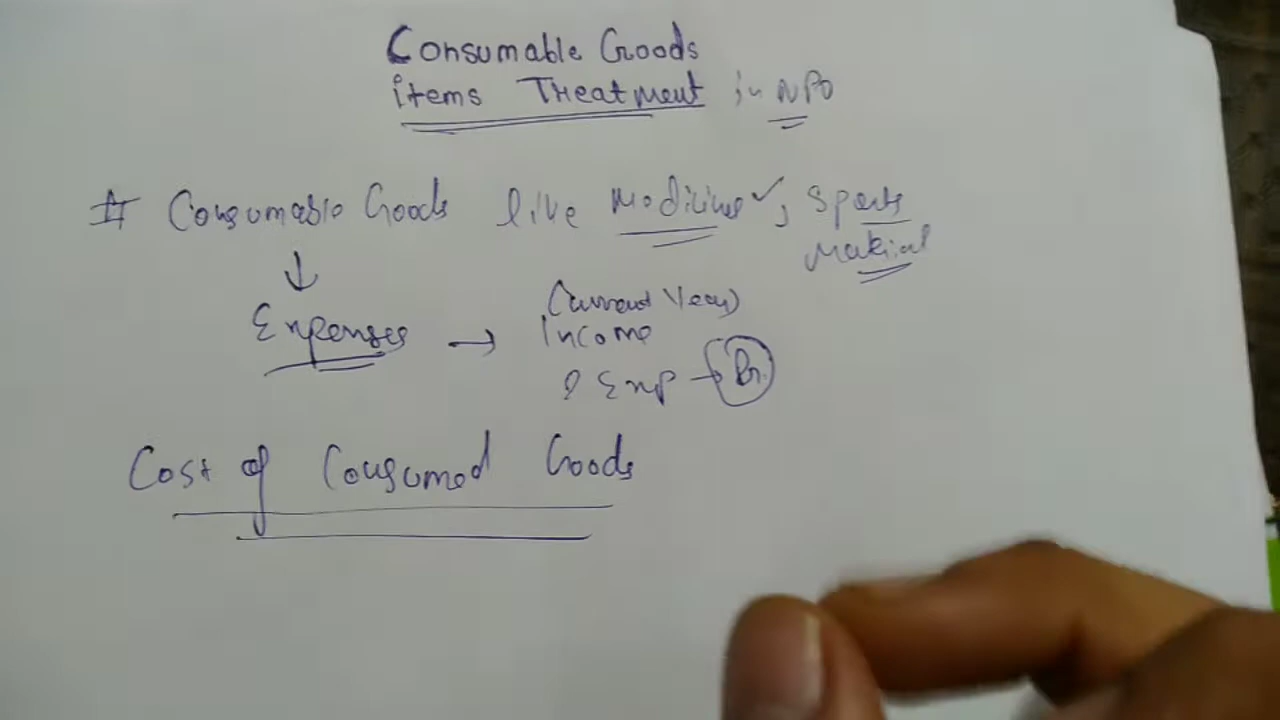 Consumable Goods
items Treatment in NPO
# Consumable Goods like Medicines ✓, Sports
Material
↓
Expenses → (Current Year)
Income
& Exp → Dr.
Cost of Consumed Goods